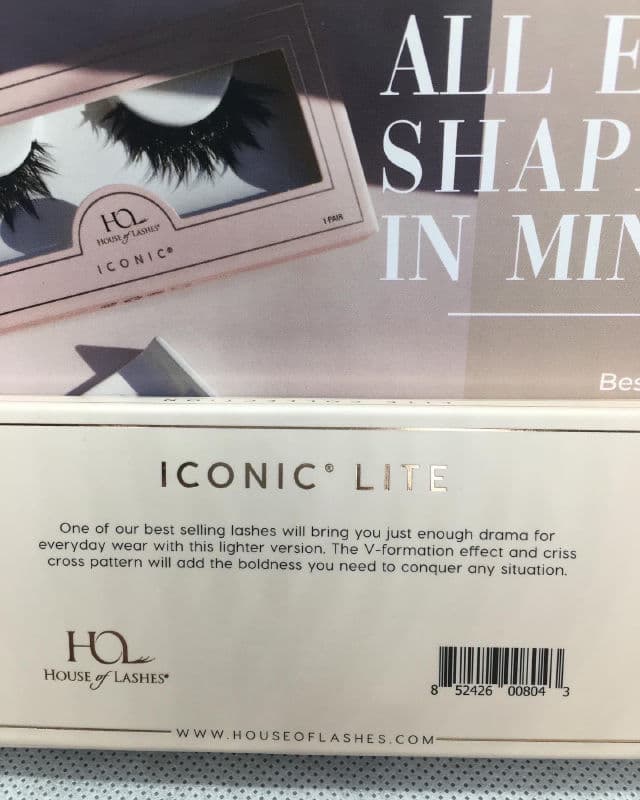 ALL
SHAP
IN MIN
HOL
HOUSE of LASHES®
ICONIC®
1 PAIR
Bes
ICONIC® LITE
One of our best selling lashes will bring you just enough drama for
everyday wear with this lighter version. The V-formation effect and criss
cross pattern will add the boldness you need to conquer any situation.
HOL
HOUSE of LASHES®
8 52426 00804 3
WWW.HOUSEOFLASHES.COM